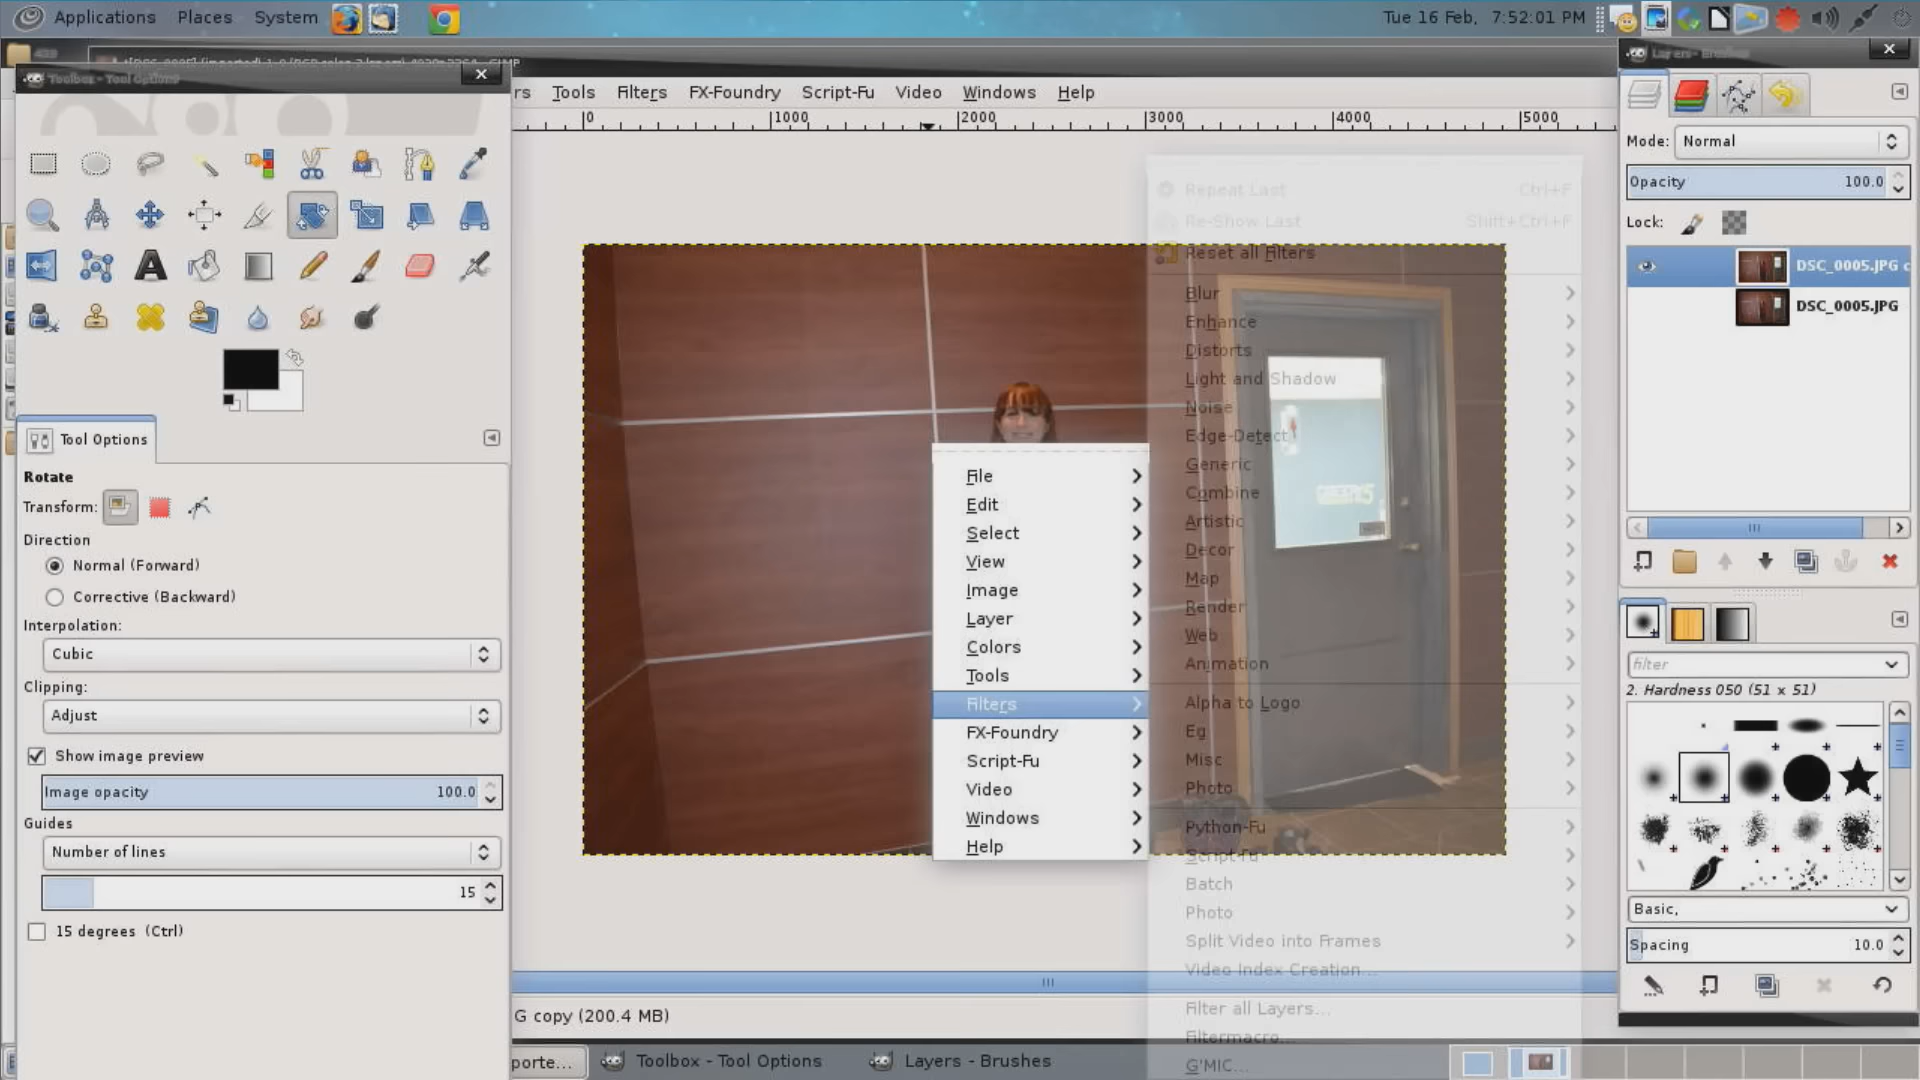 Applications Places System
Tue 16 Feb, 7:52:01 PM
Toolbox - Tool Options
Layers - Brushes
rs Tools Filters FX-Foundry Script-Fu Video Windows Help
0 1000 2000 3000 4000 5000
Mode: Normal
Opacity 100.0
Lock:
DSC_0005.JPG c
DSC_0005.JPG
Tool Options
Rotate
Transform:
Direction
Normal (Forward)
Corrective (Backward)
Interpolation:
Cubic
Clipping:
Adjust
Show image preview
Image opacity 100.0
Guides
Number of lines
15
15 degrees (Ctrl)
File
Edit
Select
View
Image
Layer
Colors
Tools
Filters
FX-Foundry
Script-Fu
Video
Windows
Help
Repeat Last Ctrl+F
Re-Show Last Shift+Ctrl+F
Reset all Filters
Blur
Enhance
Distorts
Light and Shadow
Noise
Edge-Detect
Generic
Combine
Artistic
Decor
Map
Render
Web
Animation
Alpha to Logo
Eg
Misc
Photo
Python-Fu
Script-Fu
Batch
Photo
Split Video into Frames
Video Index Creation...
Filter all Layers...
Filtermacro...
G'MIC...
filter
2. Hardness 050 (51 x 51)
Basic,
Spacing 10.0
G copy (200.4 MB)
porte... Toolbox - Tool Options Layers - Brushes